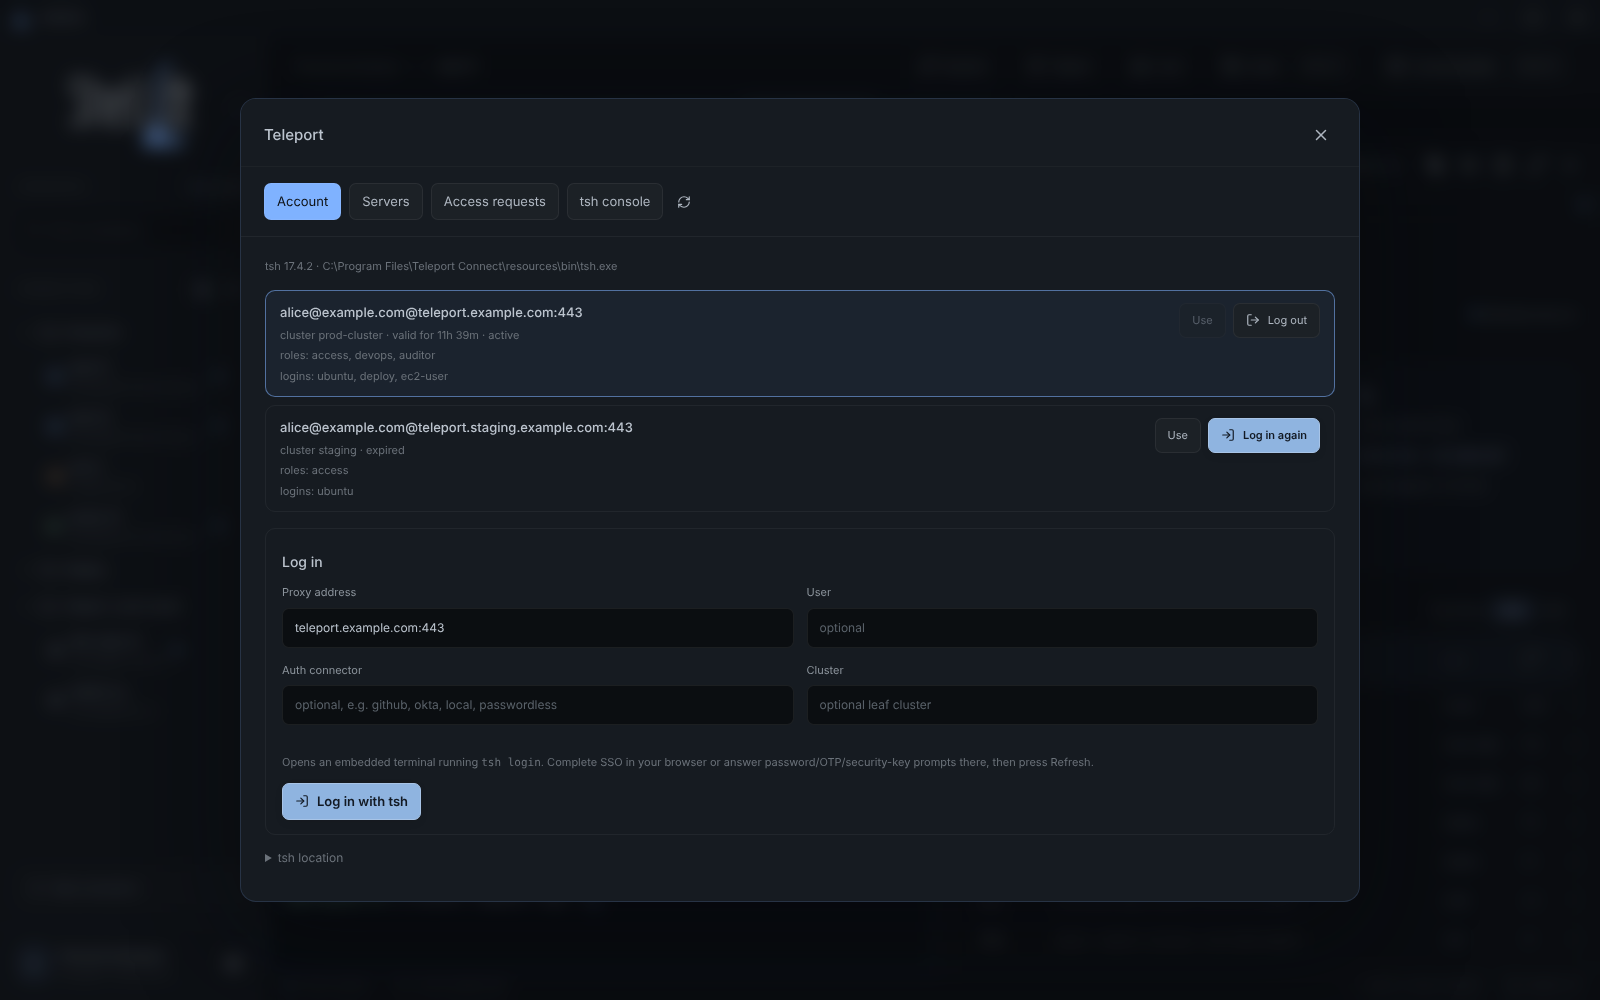 Teleport
Account
Servers
Access requests
tsh console
tsh 17.4.2 · C:\Program Files\Teleport Connect\resources\bin\tsh.exe
alice@example.com@teleport.example.com:443
Use
Log out
cluster prod-cluster · valid for 11h 39m · active
roles: access, devops, auditor
logins: ubuntu, deploy, ec2-user
alice@example.com@teleport.staging.example.com:443
Use
Log in again
cluster staging · expired
roles: access
logins: ubuntu
Log in
Proxy address
User
teleport.example.com:443
optional
Auth connector
Cluster
optional, e.g. github, okta, local, passwordless
optional leaf cluster
Opens an embedded terminal running tsh login. Complete SSO in your browser or answer password/OTP/security-key prompts there, then press Refresh.
Log in with tsh
tsh location